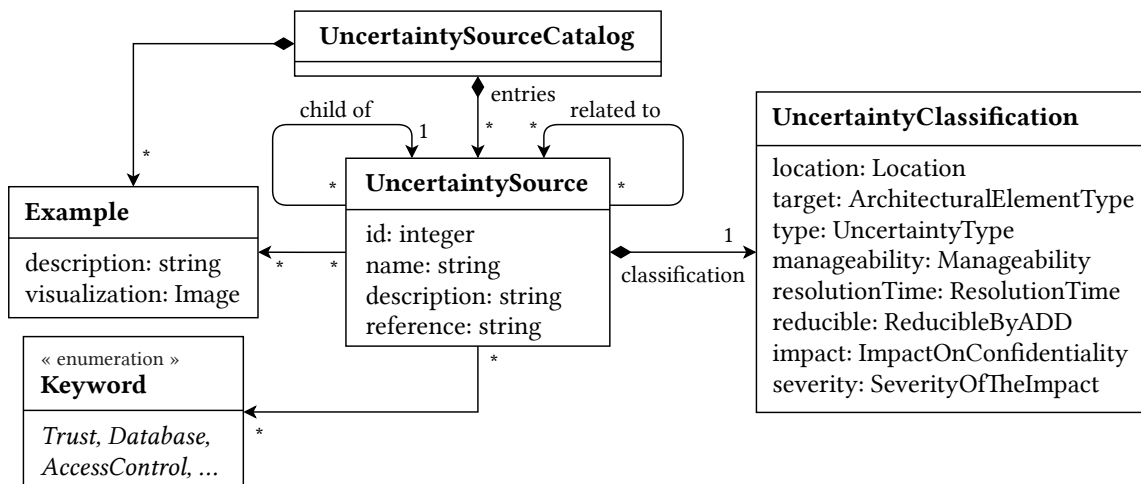 UncertaintySourceCatalog
entries
child of
related to
1
*
*
*
*
*
UncertaintySource
id: integer
name: string
description: string
reference: string
Example
description: string
visualization: Image
*
*
1
classification
UncertaintyClassification
location: Location
target: ArchitecturalElementType
type: UncertaintyType
manageability: Manageability
resolutionTime: ResolutionTime
reducible: ReducibleByADD
impact: ImpactOnConfidentiality
severity: SeverityOfTheImpact
*
*
« enumeration »
Keyword
Trust, Database,
AccessControl, ...